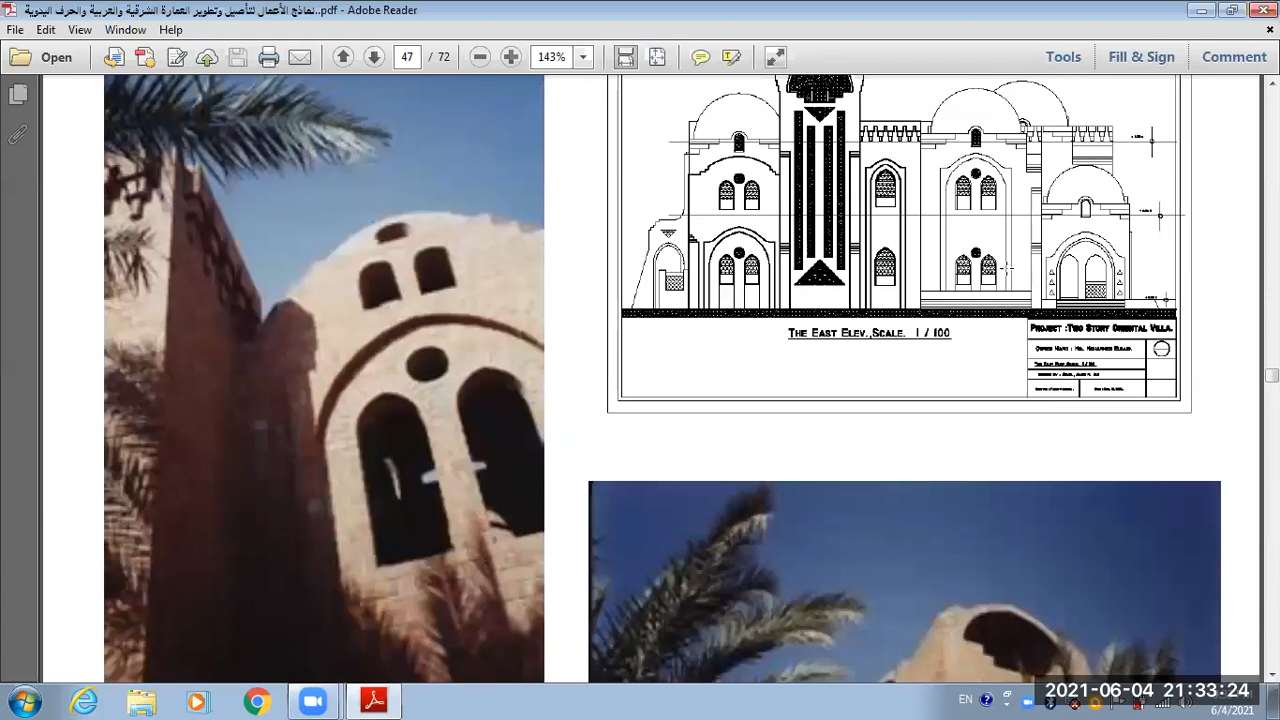 نماذج الأعمال لتأصيل وتطوير العمارة الشرقية والعربية والحرف اليدوية..pdf - Adobe Reader
File Edit View Window Help
Open 47 / 72 143% Tools Fill & Sign Comment
THE EAST ELEV.,SCALE. 1 / 100
PROJECT :TWO STORY ORIENTAL VILLA.
EN
2021-06-04 21:33:24
6/4/2021